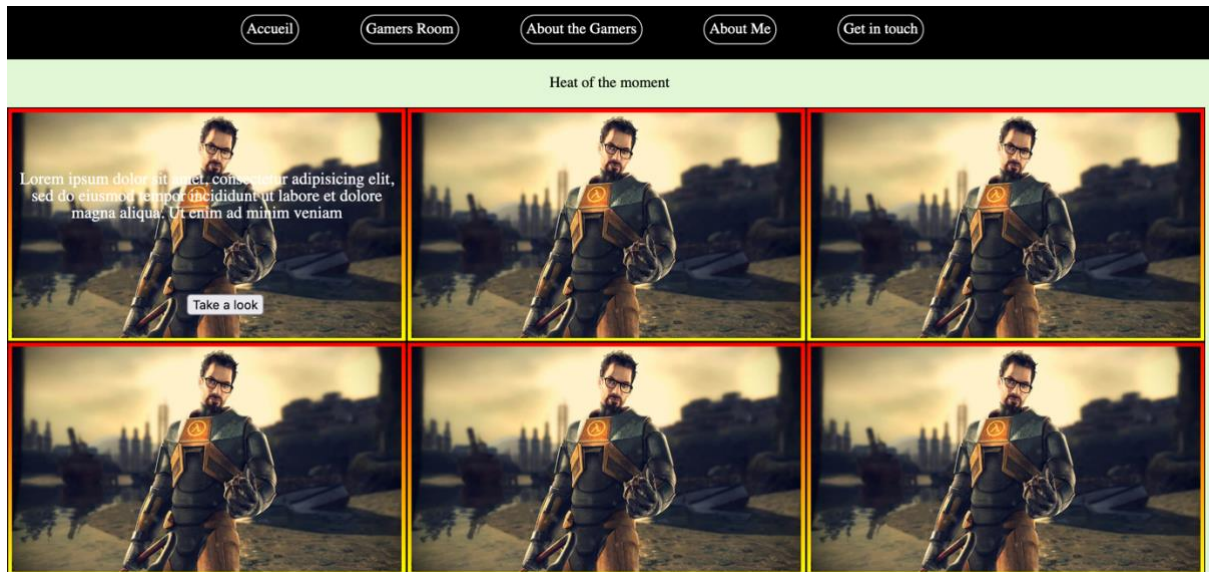 Accueil
Gamers Room
About the Gamers
About Me
Get in touch
Heat of the moment
Lorem ipsum dolor sit amet, consectetur adipisicing elit,
sed do eiusmod tempor incididunt ut labore et dolore
magna aliqua. Ut enim ad minim veniam
Take a look